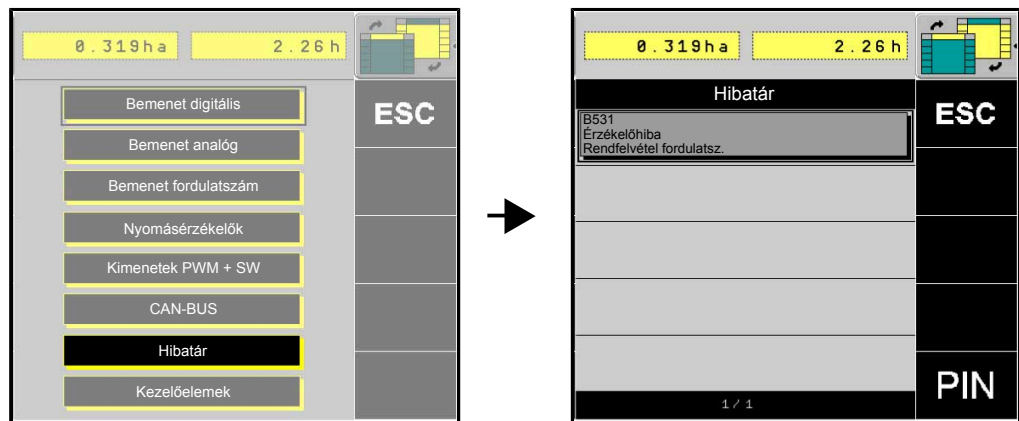 0.319ha 2.26h
ESC
Bemenet digitális
Bemenet analóg
Bemenet fordulatszám
Nyomásérzékelők
Kimenetek PWM + SW
CAN-BUS
Hibatár
Kezelőelemek
0.319ha 2.26h
Hibatár
ESC
B531
Érzékelőhiba
Rendfelvétel fordulatsz.
1/1
PIN